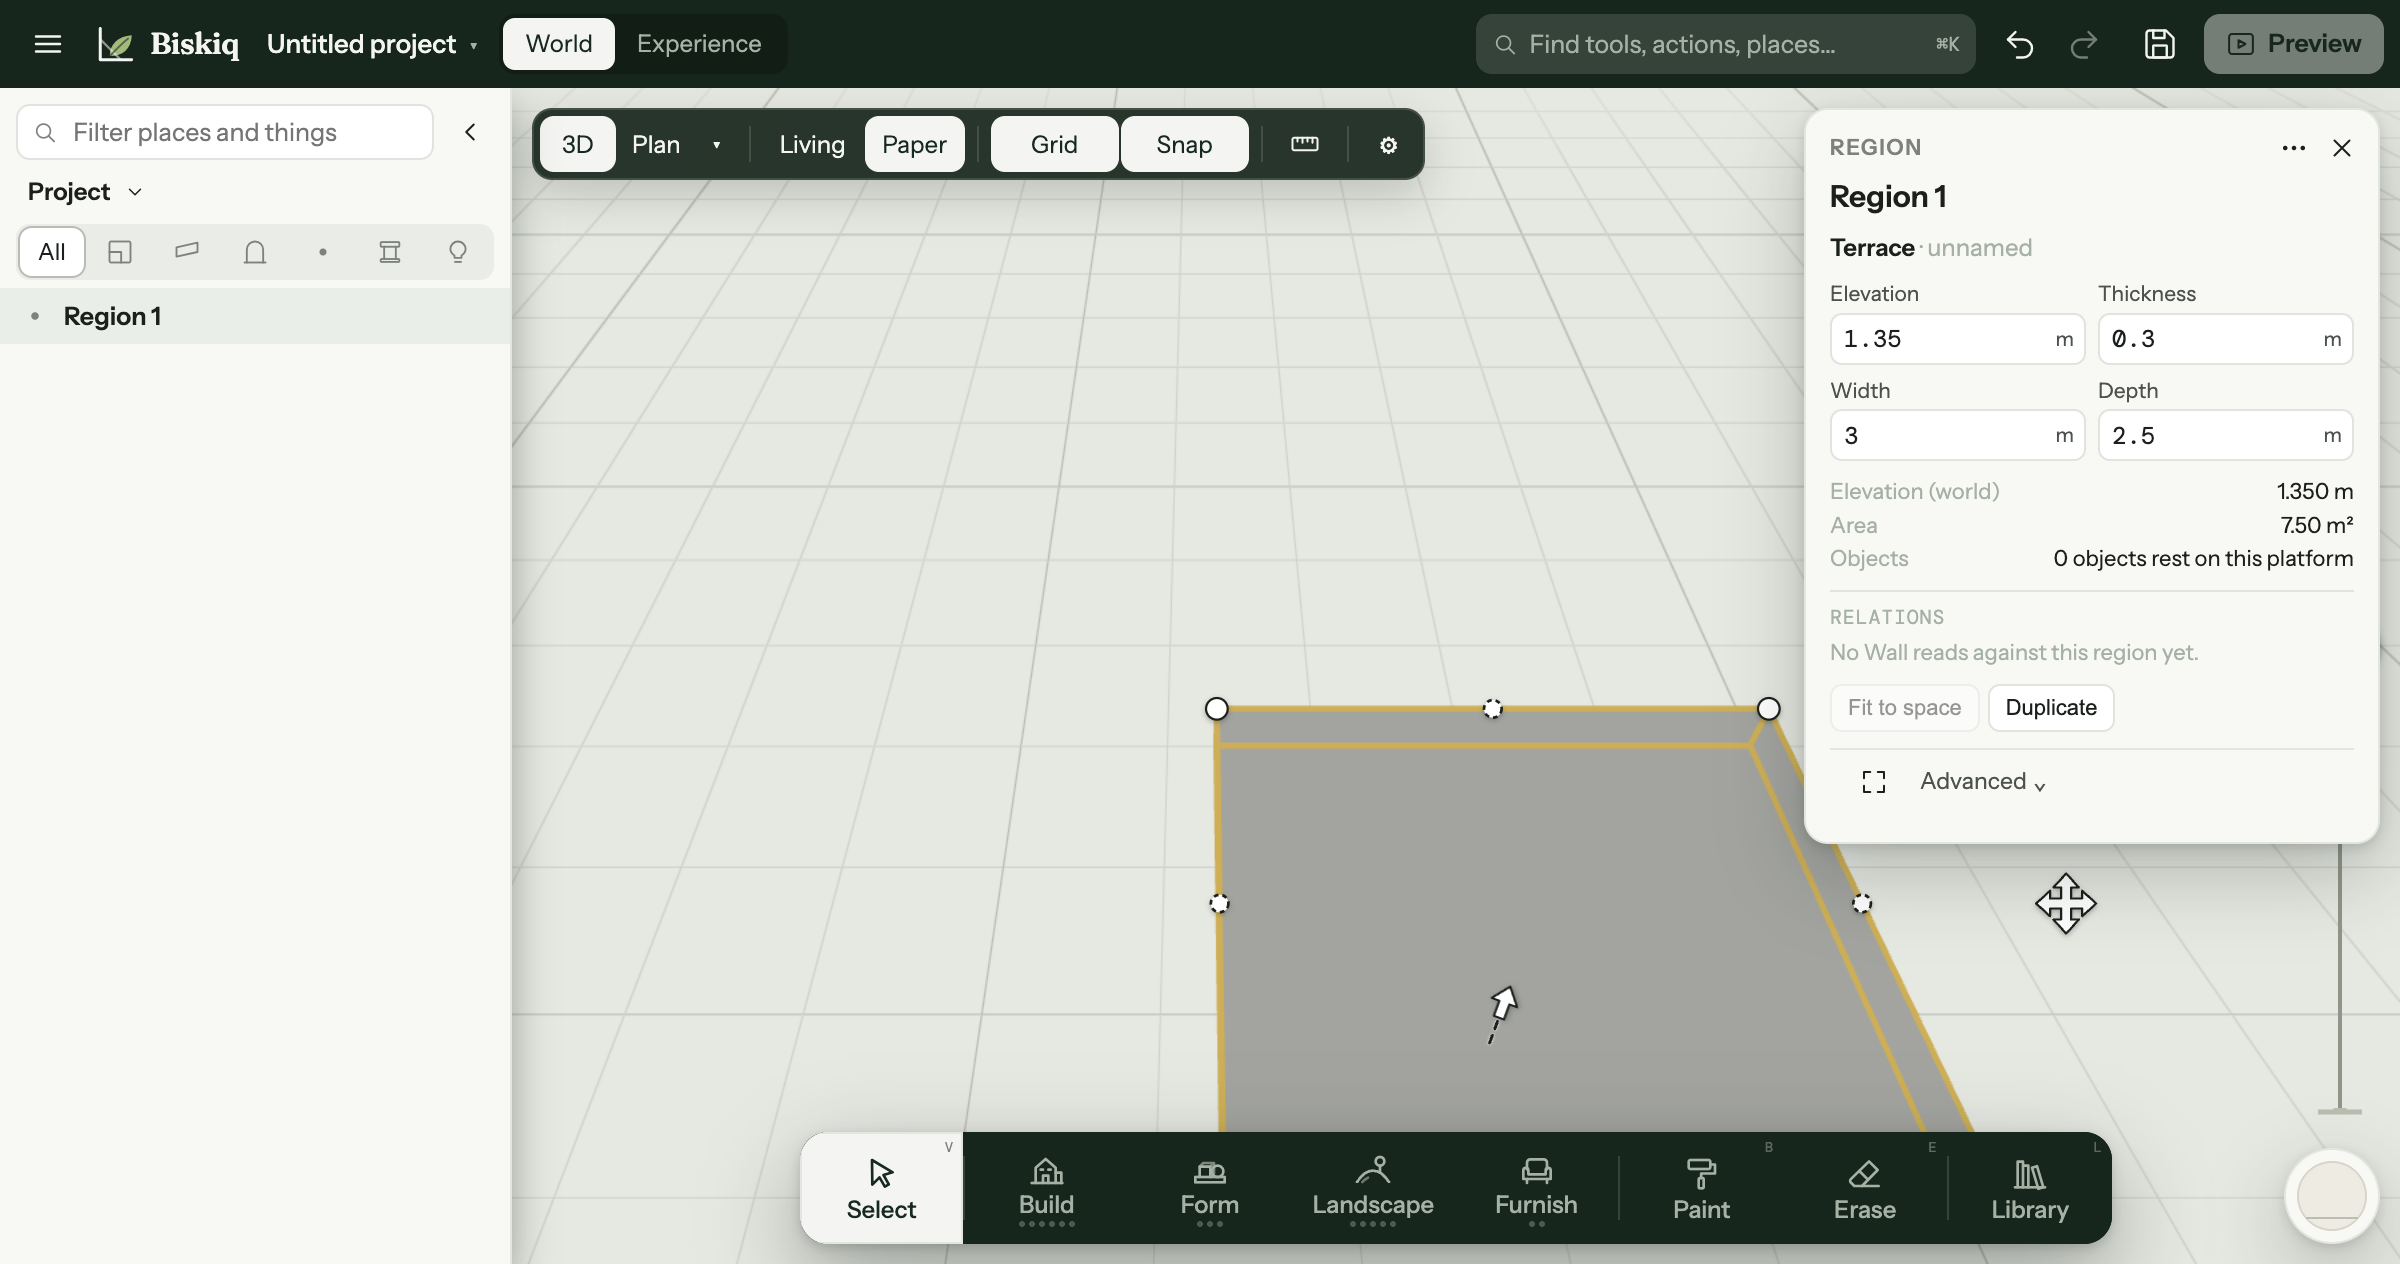 Biskiq
Untitled project
World
Experience
Find tools, actions, places...
⌘K
Preview
Filter places and things
Project
All
Region 1
3D
Plan
Living
Paper
Grid
Snap
REGION
Region 1
Terrace · unnamed
Elevation
Thickness
1.35 m
0.3 m
Width
Depth
3 m
2.5 m
Elevation (world) 1.350 m
Area 7.50 m²
Objects 0 objects rest on this platform
RELATIONS
No Wall reads against this region yet.
Fit to space
Duplicate
Advanced
V
Select
Build
Form
Landscape
Furnish
B
Paint
E
Erase
L
Library